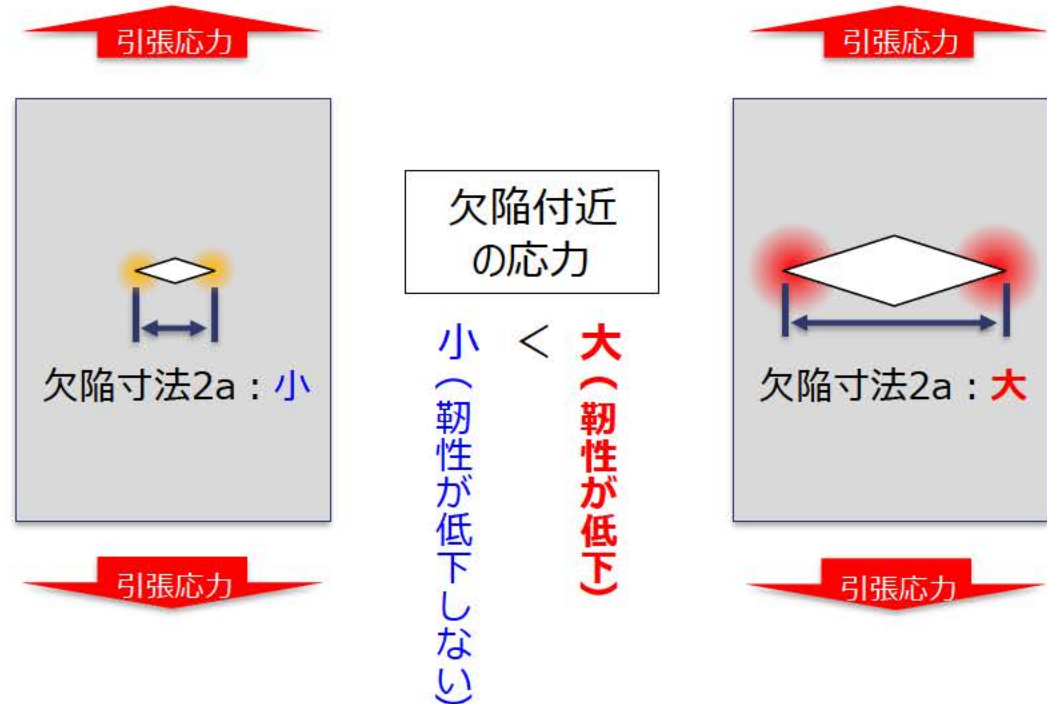 引張応力
引張応力
欠陥付近
の応力
小 < 大
(靭性が低下しない)
(靭性が低下)
欠陥寸法2a：小
欠陥寸法2a：大
引張応力
引張応力